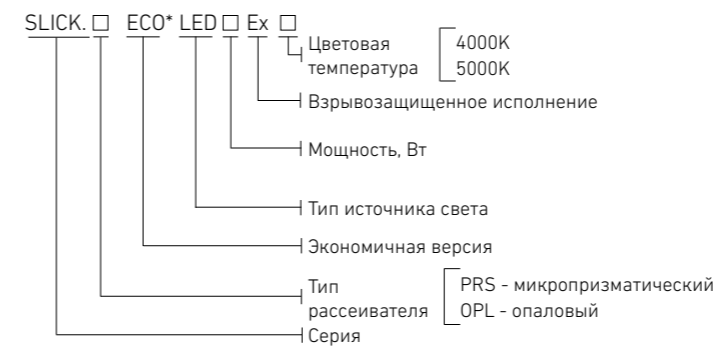 SLICK. □ ECO* LED □ Ex □
Цветовая
температура
4000K
5000K
Взрывозащищенное исполнение
Мощность, Вт
Тип источника света
Экономичная версия
Тип
рассеивателя
PRS - микропризматический
OPL - опаловый
Серия